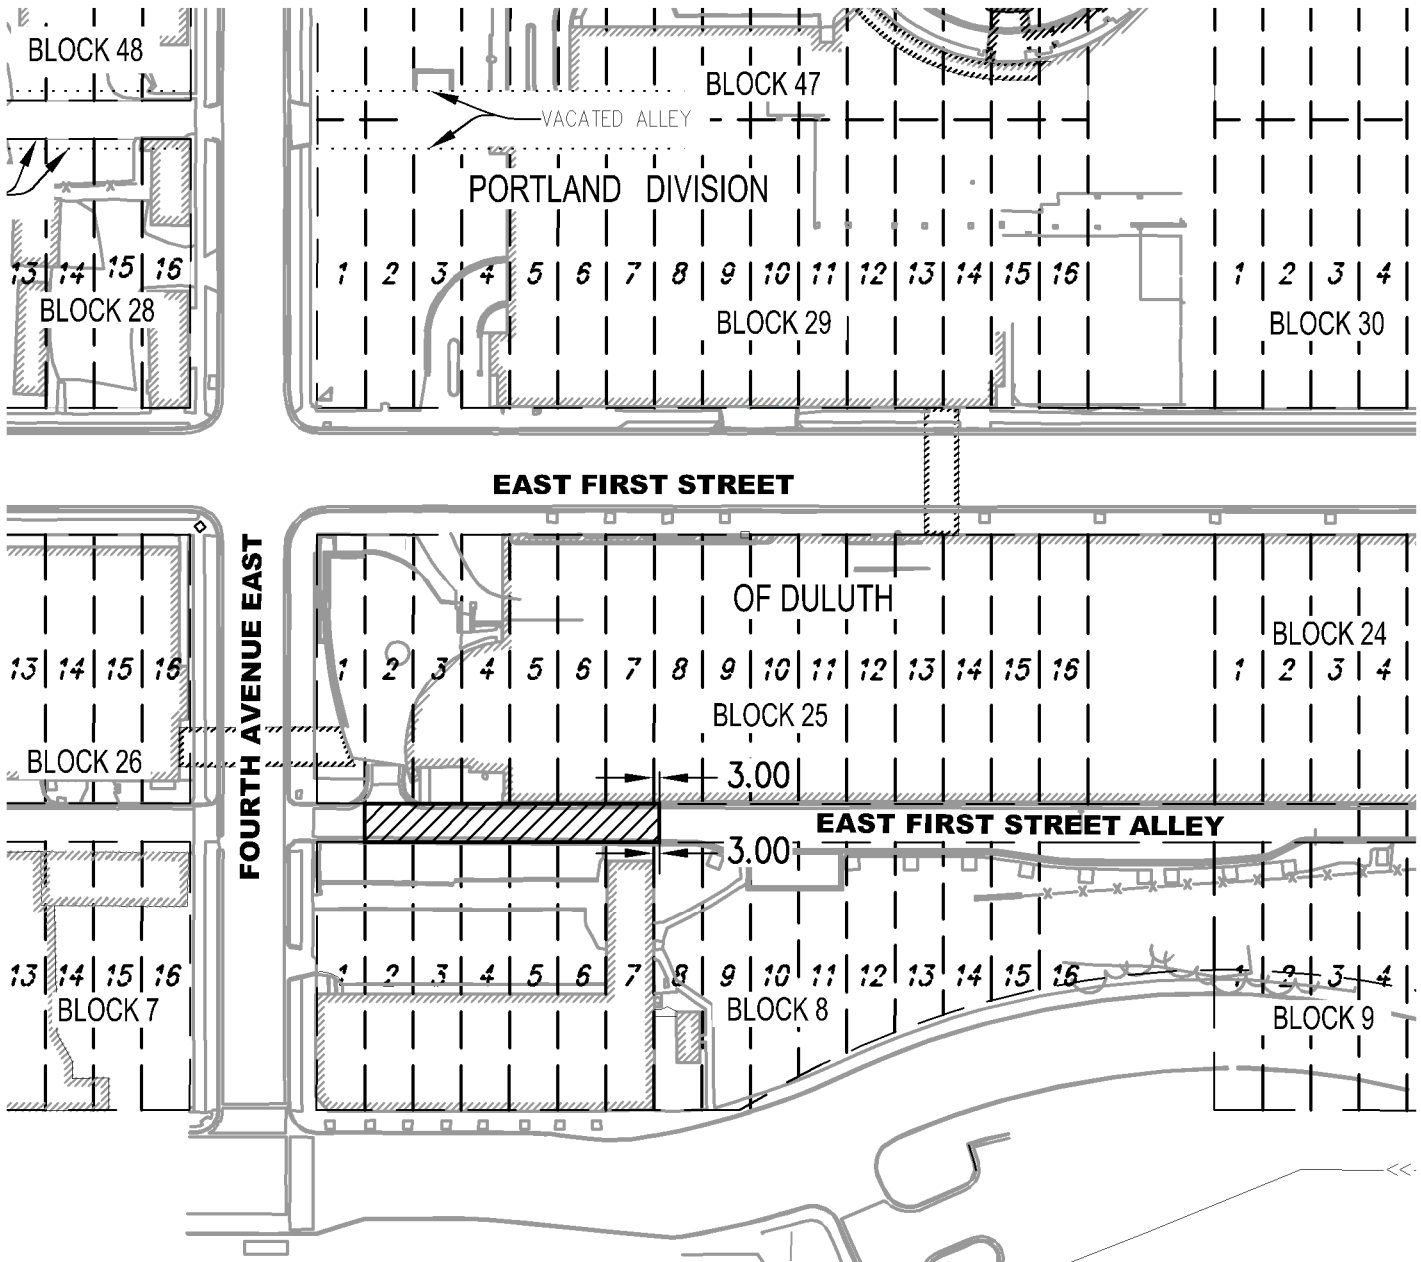 BLOCK 48
BLOCK 47
VACATED ALLEY
PORTLAND DIVISION
13 14 15 16 1 2 3 4 5 6 7 8 9 10 11 12 13 14 15 16 1 2 3 4
BLOCK 28 BLOCK 29 BLOCK 30
EAST FIRST STREET
FOURTH AVENUE EAST
OF DULUTH
BLOCK 24
13 14 15 16 1 2 3 4 5 6 7 8 9 10 11 12 13 14 15 16 1 2 3 4
BLOCK 25
BLOCK 26
3.00
EAST FIRST STREET ALLEY
3.00
13 14 15 16 1 2 3 4 5 6 7 8 9 10 11 12 13 14 15 16 1 2 3 4
BLOCK 7 BLOCK 8 BLOCK 9